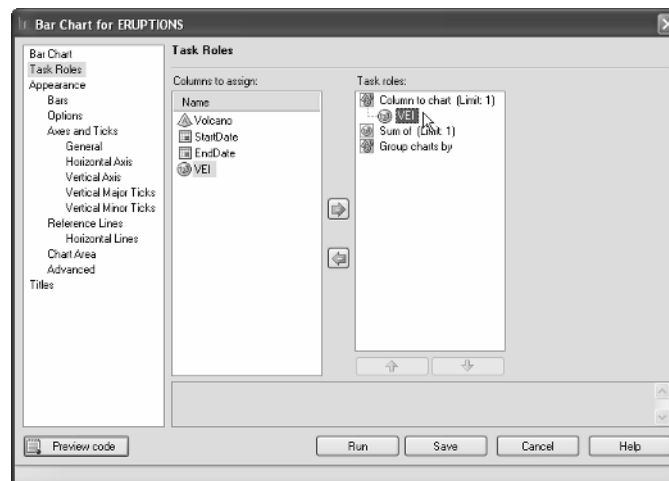 Bar Chart for ERUPTIONS
Bar Chart
Task Roles
Appearance
Bars
Options
Axes and Ticks
General
Horizontal Axis
Vertical Axis
Vertical Major Ticks
Vertical Minor Ticks
Reference Lines
Horizontal Lines
Chart Area
Advanced
Titles
Task Roles
Columns to assign:
Name
Volcano
StartDate
EndDate
VEI
Task roles:
Column to chart (Limit: 1)
VEI
Sum of (Limit: 1)
Group charts by
Preview code
Run
Save
Cancel
Help